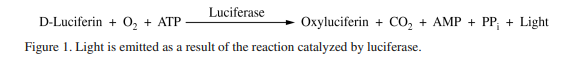 Luciferase
D-Luciferin + O₂ + ATP → Oxyluciferin + CO₂ + AMP + PPᵢ + Light
Figure 1. Light is emitted as a result of the reaction catalyzed by luciferase.